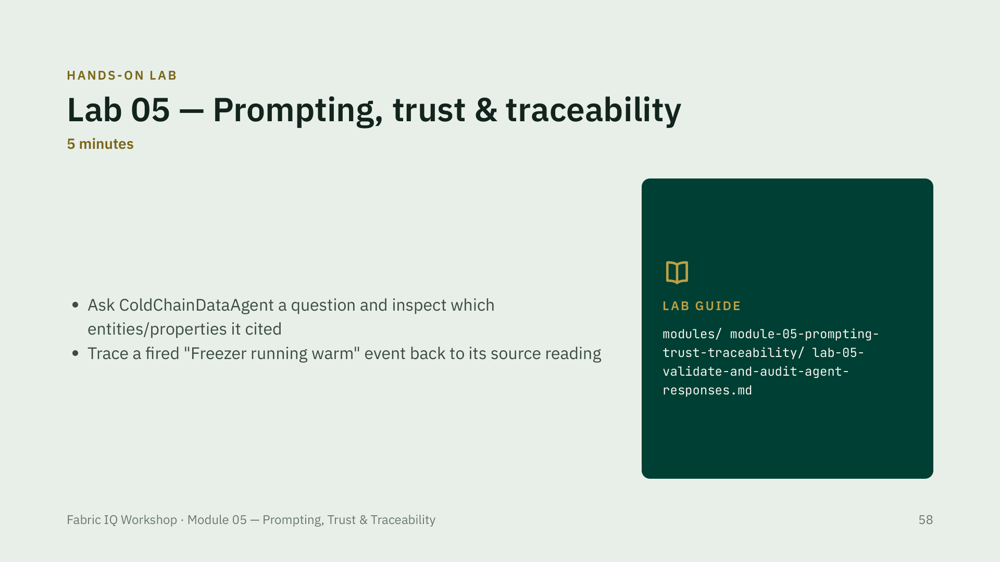 HANDS-ON LAB
Lab 05 — Prompting, trust & traceability
5 minutes
• Ask ColdChainDataAgent a question and inspect which
entities/properties it cited
• Trace a fired "Freezer running warm" event back to its source reading
LAB GUIDE
modules/ module-05-prompting-
trust-traceability/ lab-05-
validate-and-audit-agent-
responses.md
Fabric IQ Workshop · Module 05 — Prompting, Trust & Traceability
58